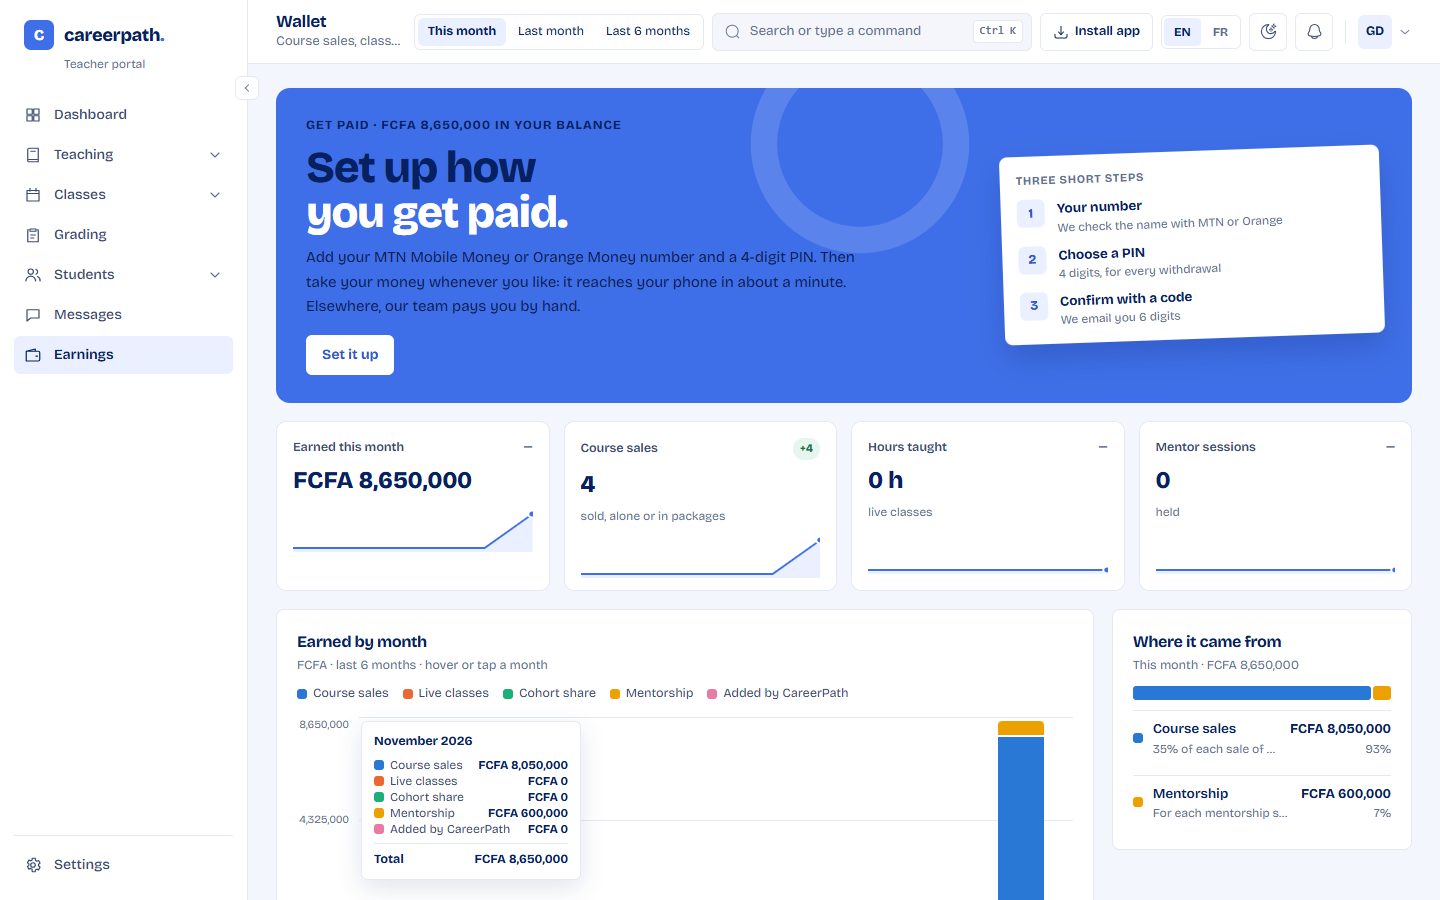 C careerpath.
Teacher portal
Dashboard
Teaching
Classes
Grading
Students
Messages
Earnings
Settings
Wallet
Course sales, class...
This month
Last month
Last 6 months
Search or type a command
Ctrl K
Install app
EN
FR
GD
GET PAID · FCFA 8,650,000 IN YOUR BALANCE
Set up how
you get paid.
Add your MTN Mobile Money or Orange Money number and a 4-digit PIN. Then
take your money whenever you like: it reaches your phone in about a minute.
Elsewhere, our team pays you by hand.
Set it up
THREE SHORT STEPS
1 Your number
We check the name with MTN or Orange
2 Choose a PIN
4 digits, for every withdrawal
3 Confirm with a code
We email you 6 digits
Earned this month –
FCFA 8,650,000
Course sales +4
4
sold, alone or in packages
Hours taught –
0 h
live classes
Mentor sessions –
0
held
Earned by month
FCFA · last 6 months · hover or tap a month
Course sales
Live classes
Cohort share
Mentorship
Added by CareerPath
8,650,000
4,325,000
November 2026
Course sales FCFA 8,050,000
Live classes FCFA 0
Cohort share FCFA 0
Mentorship FCFA 600,000
Added by CareerPath FCFA 0
Total FCFA 8,650,000
Where it came from
This month · FCFA 8,650,000
Course sales FCFA 8,050,000
35% of each sale of ... 93%
Mentorship FCFA 600,000
For each mentorship s... 7%